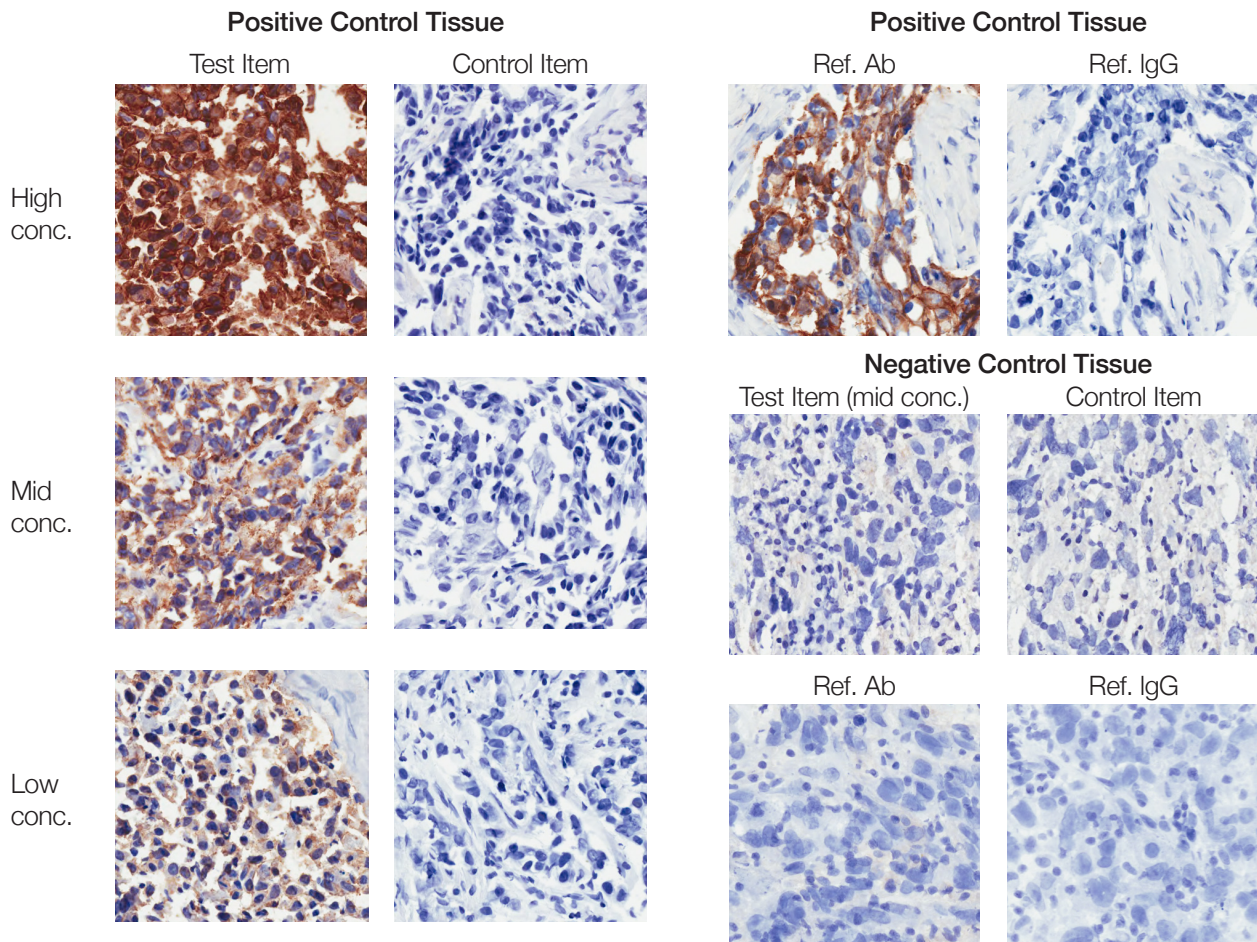 Positive Control Tissue
Test Item
Control Item
High
conc.
Mid
conc.
Low
conc.
Positive Control Tissue
Ref. Ab
Ref. IgG
Negative Control Tissue
Test Item (mid conc.)
Control Item
Ref. Ab
Ref. IgG